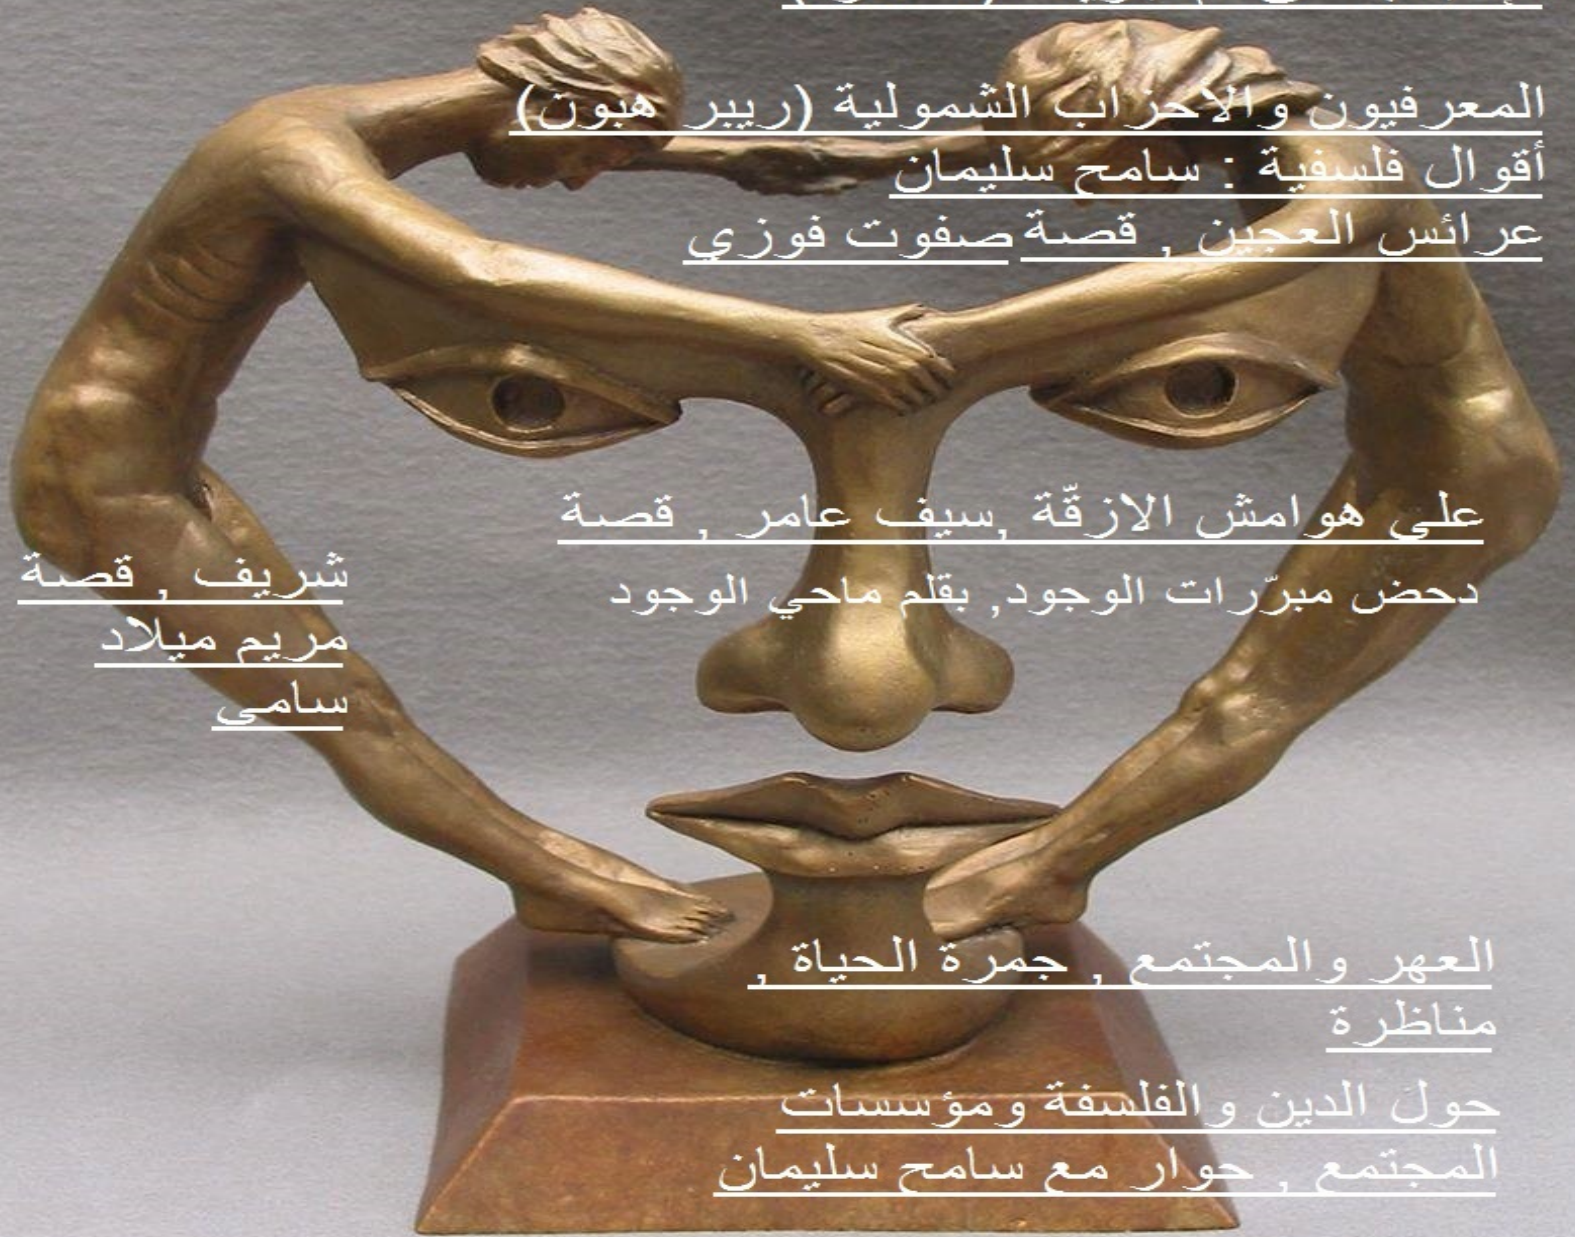 المعرفيون والاحزاب الشمولية (ريبر هبون)
أقوال فلسفية : سامح سليمان
عرائس العجين , قصة صفوت فوزي
على هوامش الازقّة ,سيف عامر , قصة
دحض مبرّرات الوجود, بقلم ماحي الوجود
شريف , قصة
مريم ميلاد
سامي
العهر والمجتمع , جمرة الحياة ,
مناظرة
حول الدين والفلسفة ومؤسسات
المجتمع , حوار مع سامح سليمان